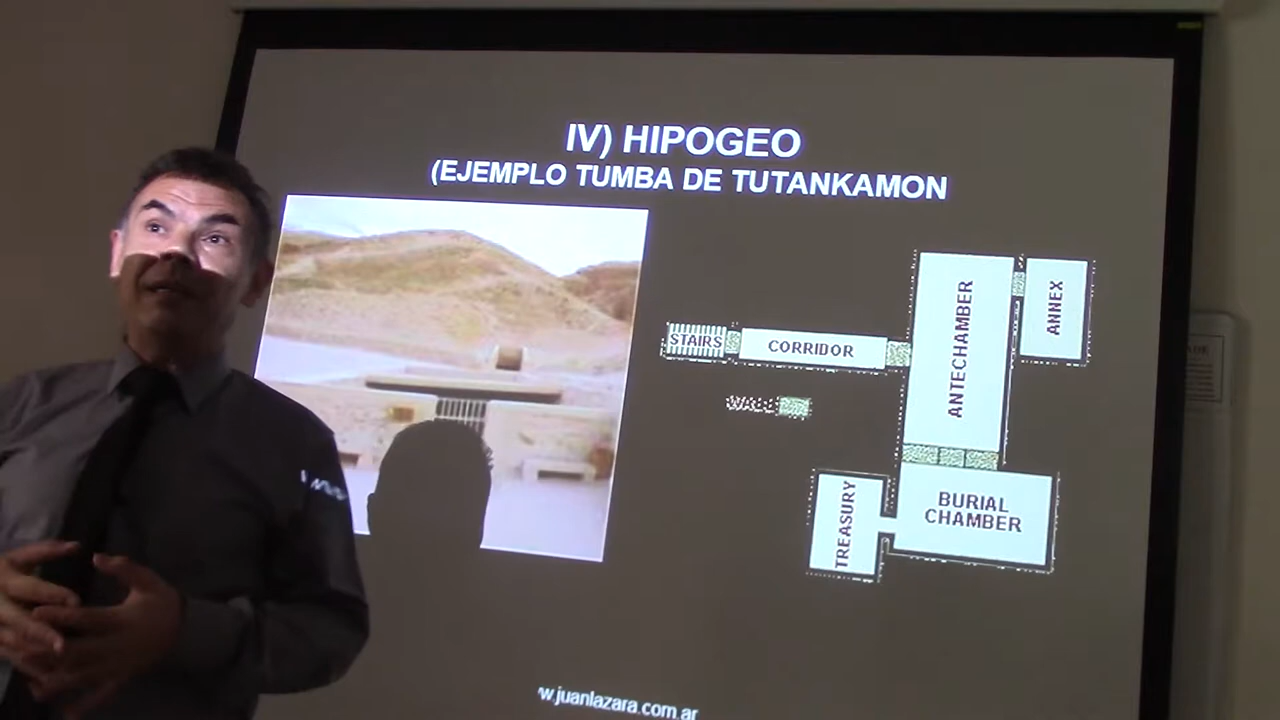 IV) HIPOGEO
(EJEMPLO TUMBA DE TUTANKAMON
STAIRS
CORRIDOR
ANTECHAMBER
ANNEX
TREASURY
BURIAL
CHAMBER
w.juanlazara.com.ar